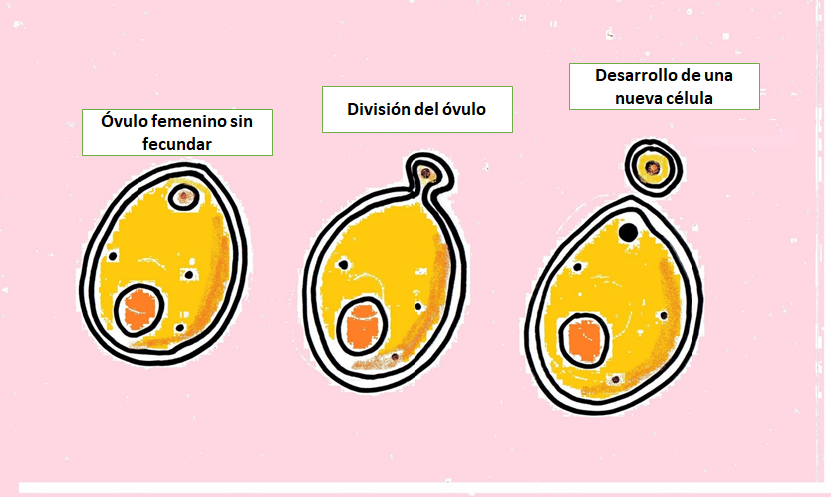 Óvulo femenino sin
fecundar
División del óvulo
Desarrollo de una
nueva célula